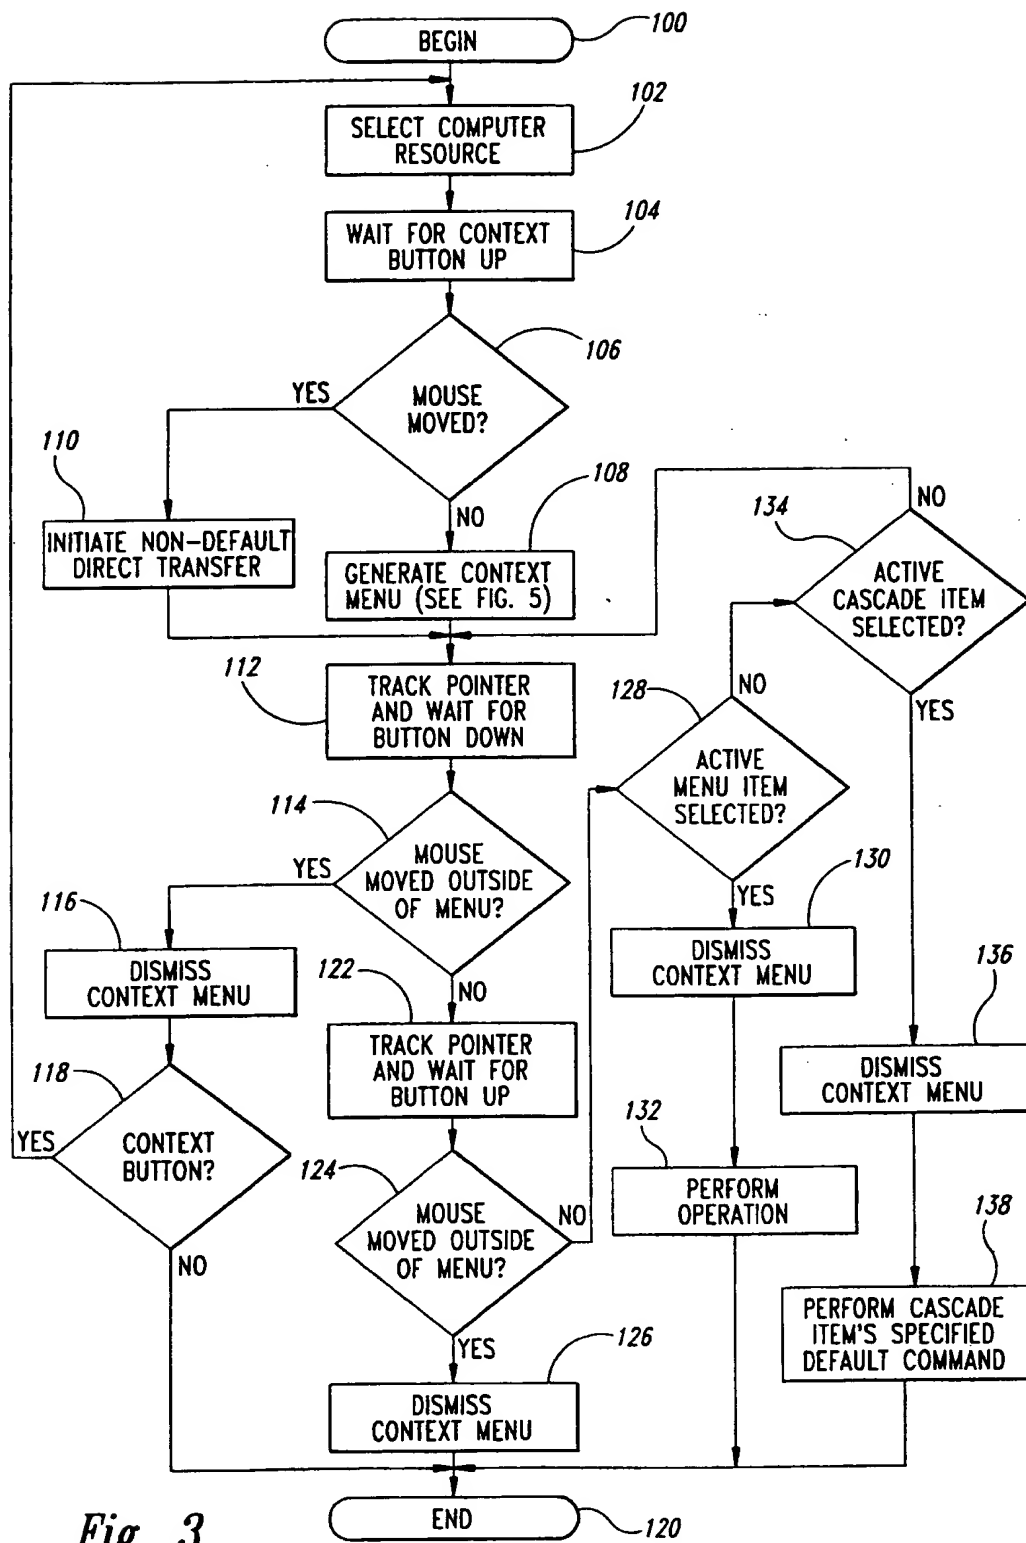 BEGIN
100
SELECT COMPUTER
RESOURCE
102
WAIT FOR CONTEXT
BUTTON UP
104
MOUSE
MOVED?
106
YES
NO
110
INITIATE NON-DEFAULT
DIRECT TRANSFER
108
GENERATE CONTEXT
MENU (SEE FIG. 5)
112
TRACK POINTER
AND WAIT FOR
BUTTON DOWN
114
MOUSE
MOVED OUTSIDE
OF MENU?
YES
NO
116
DISMISS
CONTEXT MENU
118
CONTEXT
BUTTON?
YES
NO
122
TRACK POINTER
AND WAIT FOR
BUTTON UP
124
MOUSE
MOVED OUTSIDE
OF MENU?
NO
YES
126
DISMISS
CONTEXT MENU
128
ACTIVE
MENU ITEM
SELECTED?
NO
YES
130
DISMISS
CONTEXT MENU
132
PERFORM
OPERATION
134
ACTIVE
CASCADE ITEM
SELECTED?
NO
YES
136
DISMISS
CONTEXT MENU
138
PERFORM CASCADE
ITEM'S SPECIFIED
DEFAULT COMMAND
END
120
Fig. 3